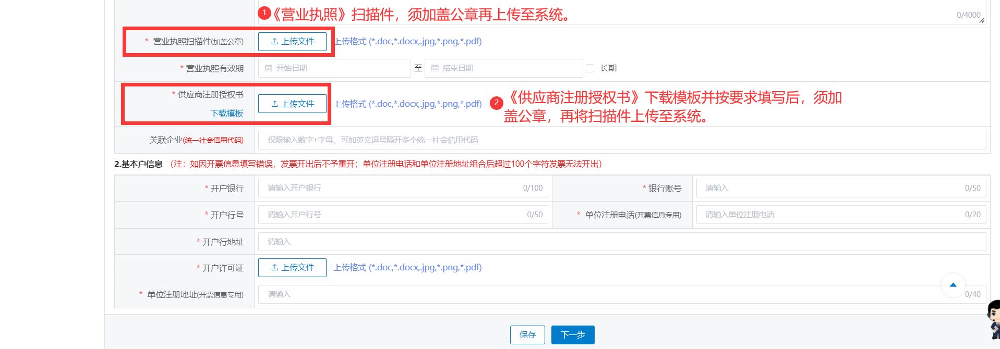 1 《营业执照》扫描件，须加盖公章再上传至系统。
0/4000
* 营业执照扫描件(加盖公章) 上传文件 上传格式 (*.doc,*.docx,.jpg,*.png,*.pdf)
* 营业执照有效期 开始日期 至 结束日期 长期
* 供应商注册授权书
下载模板
上传文件 上传格式 (*.doc,*.docx,.jpg,*.png,*.pdf)
2 《供应商注册授权书》下载模板并按要求填写后，须加
盖公章，再将扫描件上传至系统。
关联企业(统一社会信用代码) 仅限输入数字+字母，可加英文逗号隔开多个统一社会信用代码
2.基本户信息 （注：如因开票信息填写错误，发票开出后不予重开；单位注册电话和单位注册地址组合后超过100个字符发票无法开出）
* 开户银行 请输入开户银行 0/100 * 银行账号 请输入 0/50
* 开户行号 请输入开户行号 0/50 * 单位注册电话(开票信息专用) 请输入单位注册电话 0/20
* 开户行地址 请输入
* 开户许可证 上传文件 上传格式 (*.doc,*.docx,.jpg,*.png,*.pdf)
* 单位注册地址(开票信息专用) 请输入 0/40
保存 下一步